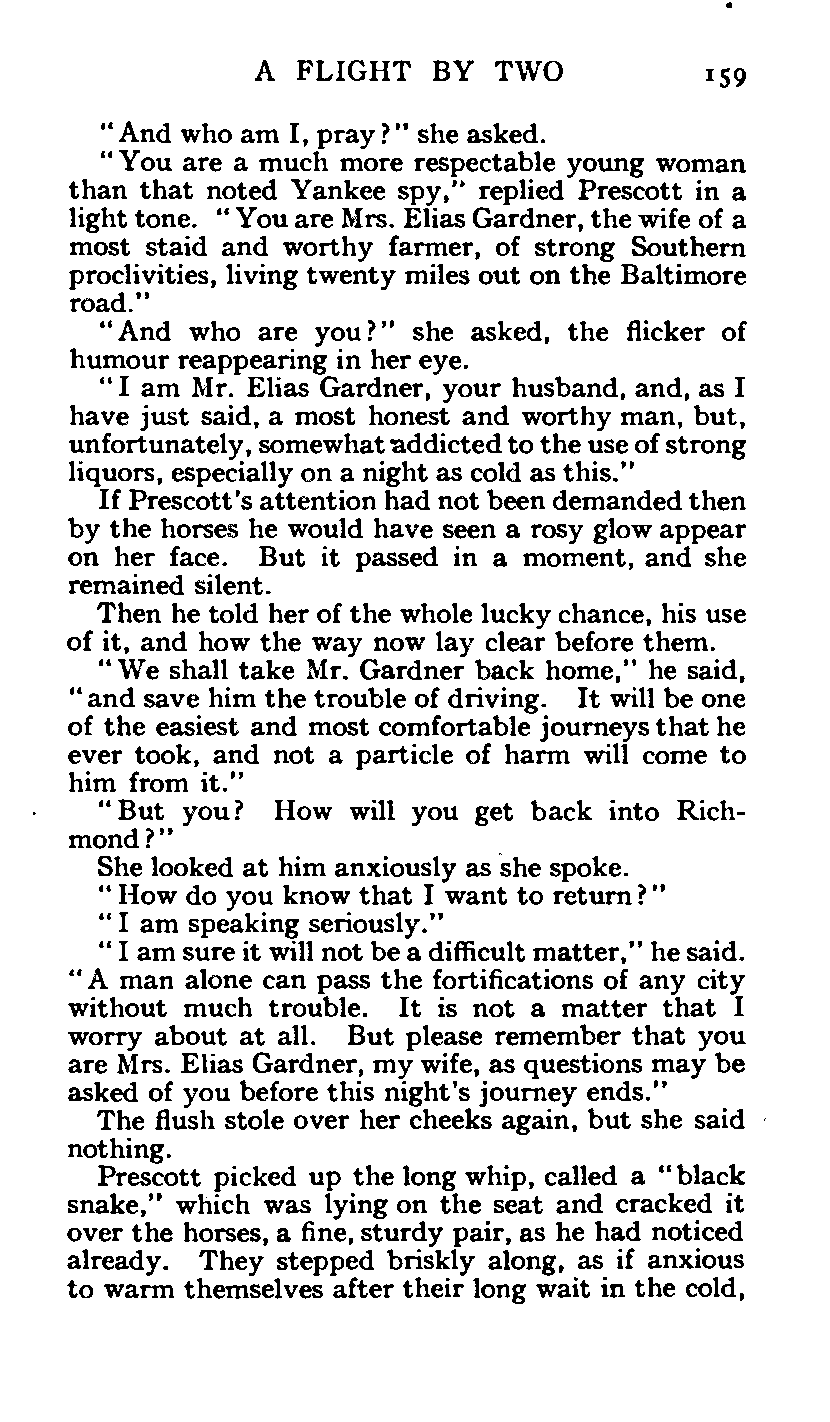 A FLIGHT BY TWO 159
"And who am I, pray?" she asked.
"You are a much more respectable young woman
than that noted Yankee spy," replied Prescott in a
light tone. "You are Mrs. Elias Gardner, the wife of a
most staid and worthy farmer, of strong Southern
proclivities, living twenty miles out on the Baltimore
road."
"And who are you?" she asked, the flicker of
humour reappearing in her eye.
"I am Mr. Elias Gardner, your husband, and, as I
have just said, a most honest and worthy man, but,
unfortunately, somewhat addicted to the use of strong
liquors, especially on a night as cold as this."
If Prescott's attention had not been demanded then
by the horses he would have seen a rosy glow appear
on her face. But it passed in a moment, and she
remained silent.
Then he told her of the whole lucky chance, his use
of it, and how the way now lay clear before them.
"We shall take Mr. Gardner back home," he said,
"and save him the trouble of driving. It will be one
of the easiest and most comfortable journeys that he
ever took, and not a particle of harm will come to
him from it."
"But you? How will you get back into Rich-
mond?"
She looked at him anxiously as she spoke.
"How do you know that I want to return?"
"I am speaking seriously."
"I am sure it will not be a difficult matter," he said.
"A man alone can pass the fortifications of any city
without much trouble. It is not a matter that I
worry about at all. But please remember that you
are Mrs. Elias Gardner, my wife, as questions may be
asked of you before this night's journey ends."
The flush stole over her cheeks again, but she said
nothing.
Prescott picked up the long whip, called a "black
snake," which was lying on the seat and cracked it
over the horses, a fine, sturdy pair, as he had noticed
already. They stepped briskly along, as if anxious
to warm themselves after their long wait in the cold,